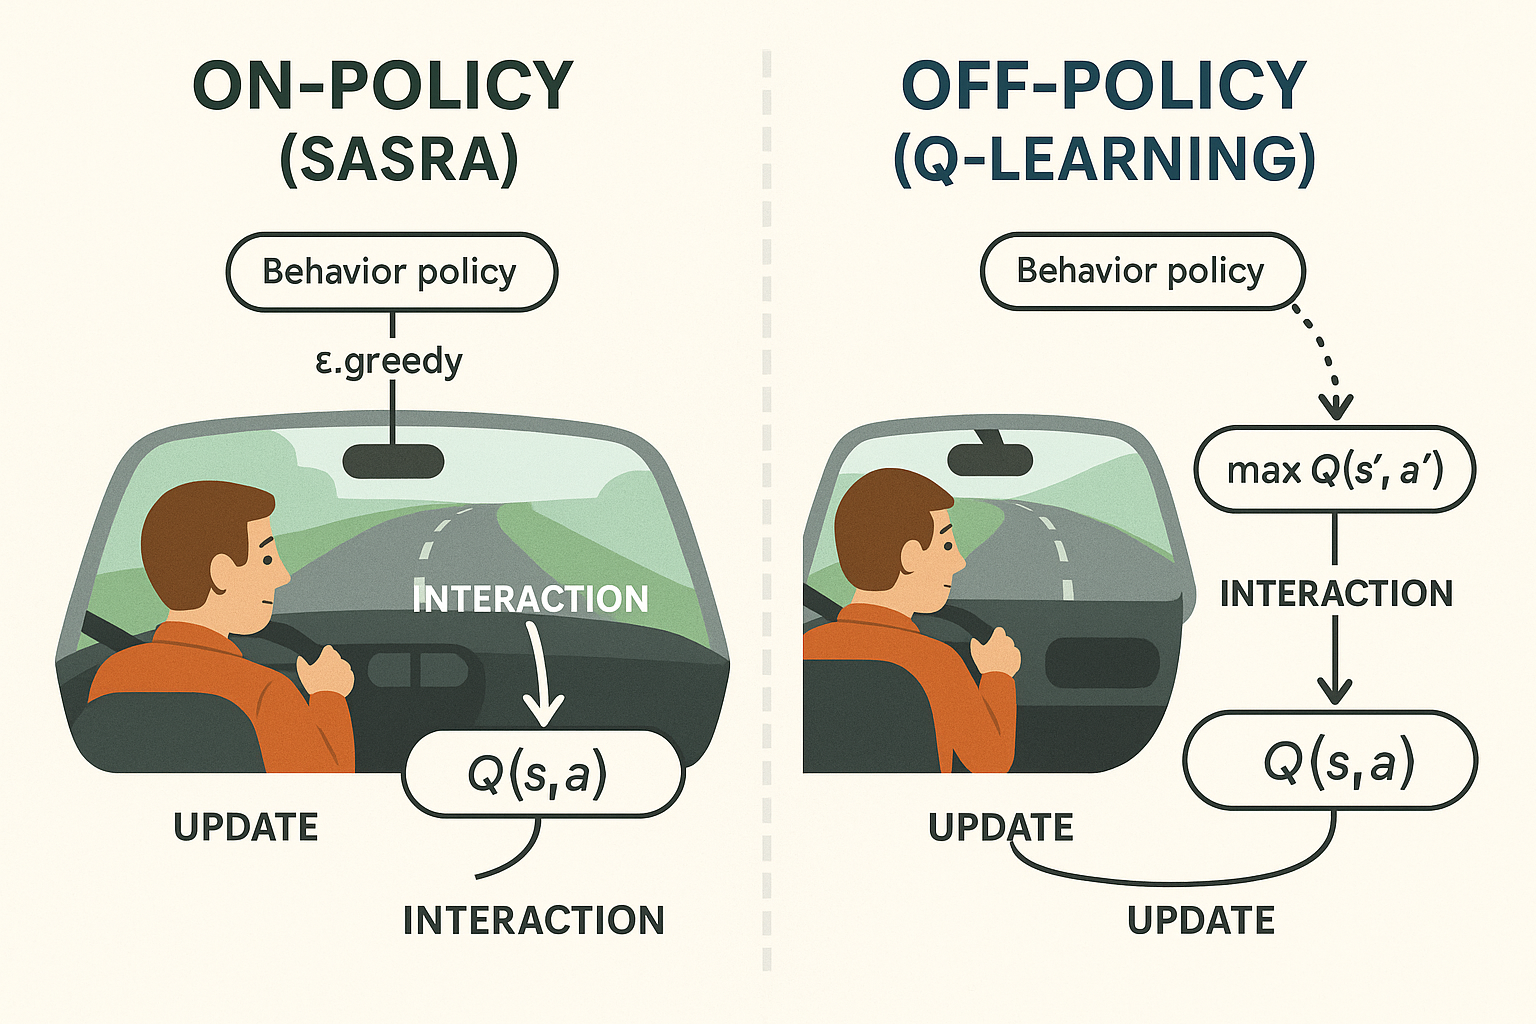 ON-POLICY
(SASRA)
Behavior policy
ε.greedy
INTERACTION
Q(s,a)
UPDATE
INTERACTION
OFF-POLICY
(Q-LEARNING)
Behavior policy
max Q(s′, a′)
INTERACTION
Q(s,a)
UPDATE
UPDATE